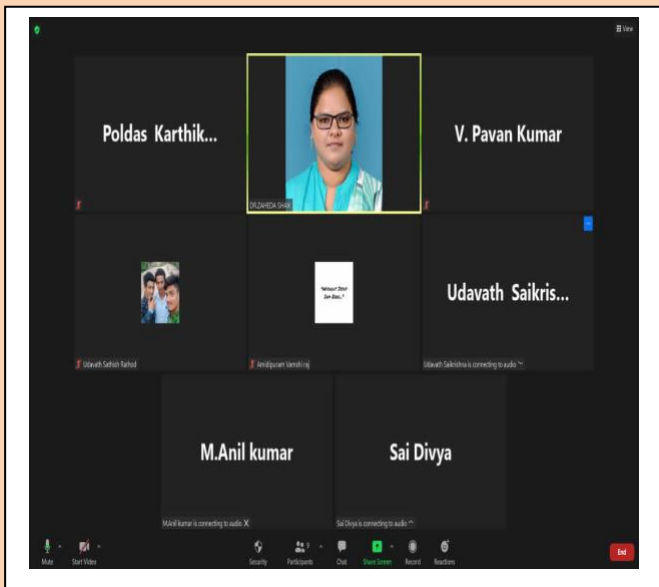 View
Poldas Karthik...
DR.ZAHEDA SHAIK
V. Pavan Kumar
Udavath Sathish Rathod
Amidipuram Vamshi raj
Udavath Saikris...
Udavath Saikrishna is connecting to audio
M.Anil kumar
M.Anil kumar is connecting to audio
Sai Divya
Sai Divya is connecting to audio
Mute
Start Video
Security
Participants
Chat
Share Screen
Record
Reactions
End